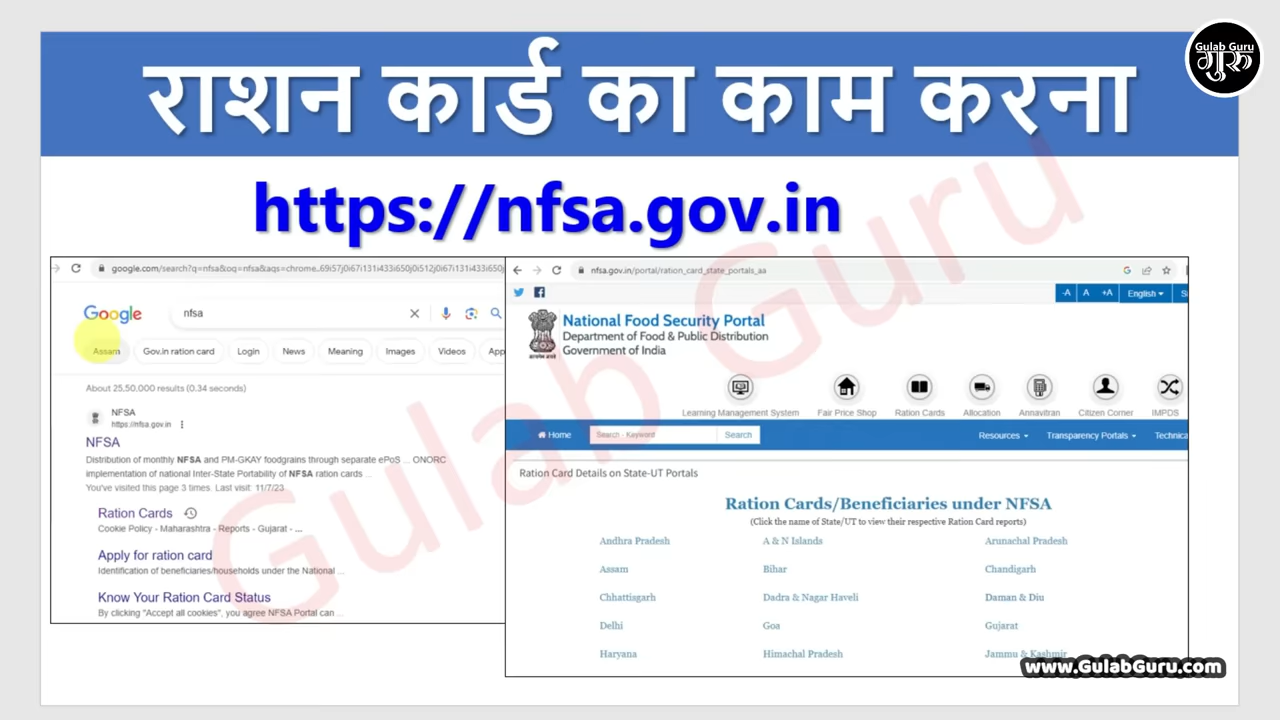 Gulab Guru
गुरू
राशन कार्ड का काम करना
https://nfsa.gov.in
google.com/search?q=nfsa&oq=nfsa&aqs=chrome..69i57j0i67i131i433i650j0i512j0i67i131i433i650j
nfsa
Google
Assam Gov.in ration card Login News Meaning Images Videos App
About 25,50,000 results (0.34 seconds)
NFSA
https://nfsa.gov.in
NFSA
Distribution of monthly NFSA and PM-GKAY foodgrains through separate ePoS ... ONORC
implementation of national Inter-State Portability of NFSA ration cards ...
You've visited this page 3 times. Last visit: 11/7/23
Ration Cards
Cookie Policy - Maharashtra - Reports - Gujarat - ...
Apply for ration card
Identification of beneficiaries/households under the National ...
Know Your Ration Card Status
By clicking "Accept all cookies", you agree NFSA Portal can ...
nfsa.gov.in/portal/ration_card_state_portals_aa
-A A +A English
National Food Security Portal
Department of Food & Public Distribution
Government of India
Learning Management System Fair Price Shop Ration Cards Allocation Annavitran Citizen Corner IMPDS
Home Search - Keyword Search Resources Transparency Portals Technica
Ration Card Details on State-UT Portals
Ration Cards/Beneficiaries under NFSA
(Click the name of State/UT to view their respective Ration Card reports)
Andhra Pradesh A & N Islands Arunachal Pradesh
Assam Bihar Chandigarh
Chhattisgarh Dadra & Nagar Haveli Daman & Diu
Delhi Goa Gujarat
Haryana Himachal Pradesh Jammu & Kashmir
www.GulabGuru.com
Gulab Guru